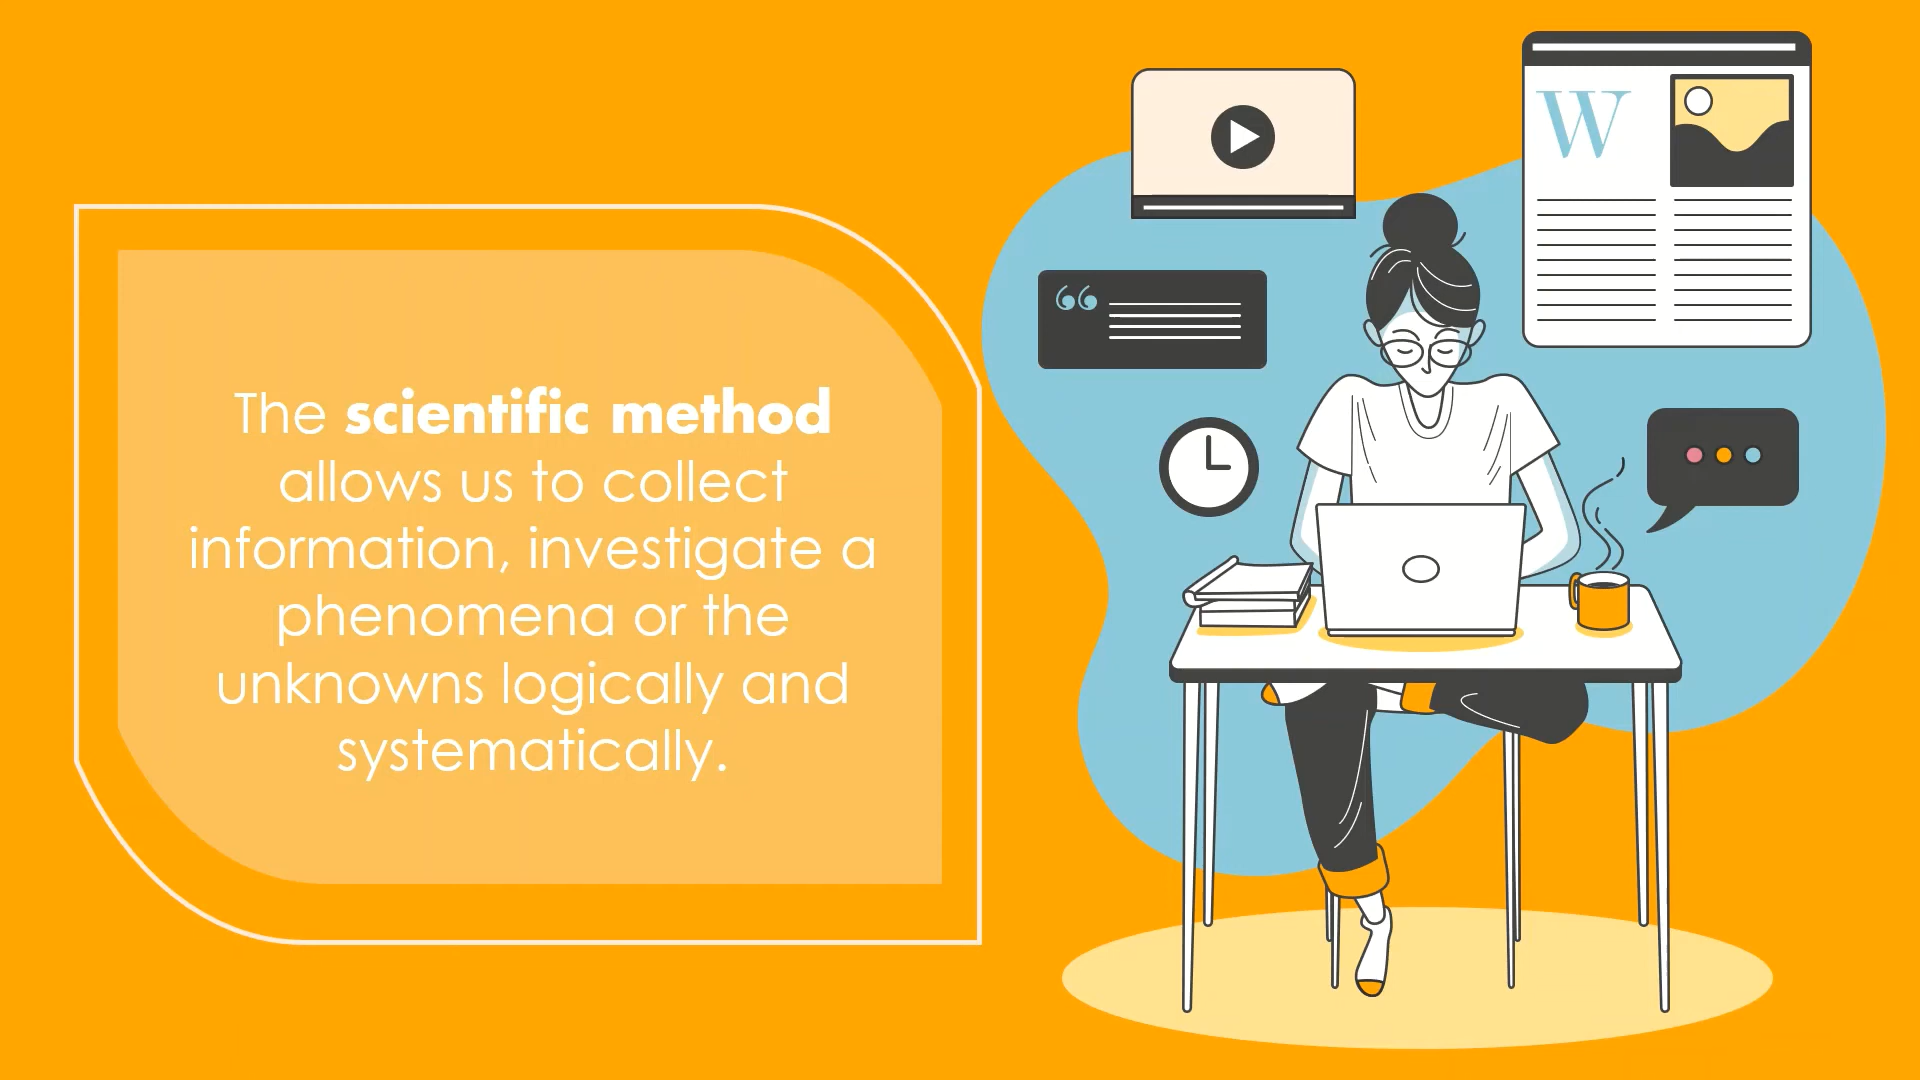 The scientific method
allows us to collect
information, investigate a
phenomena or the
unknowns logically and
systematically.
W